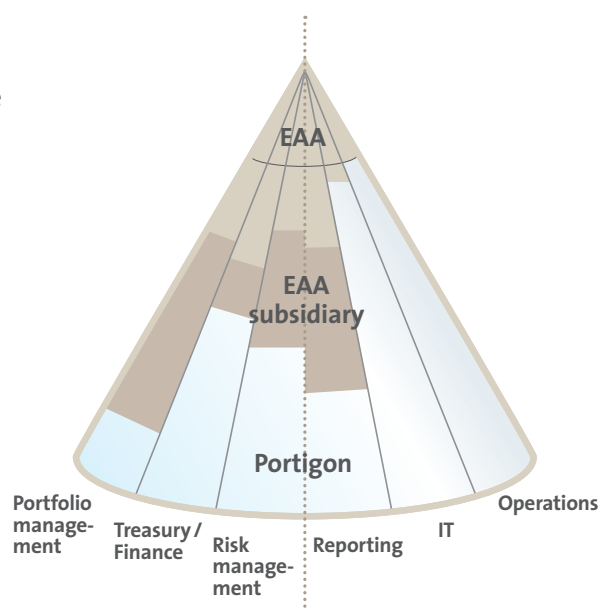 EAA
EAA
subsidiary
Portigon
Portfolio
manage-
ment
Treasury /
Finance
Risk
manage-
ment
Reporting
IT
Operations